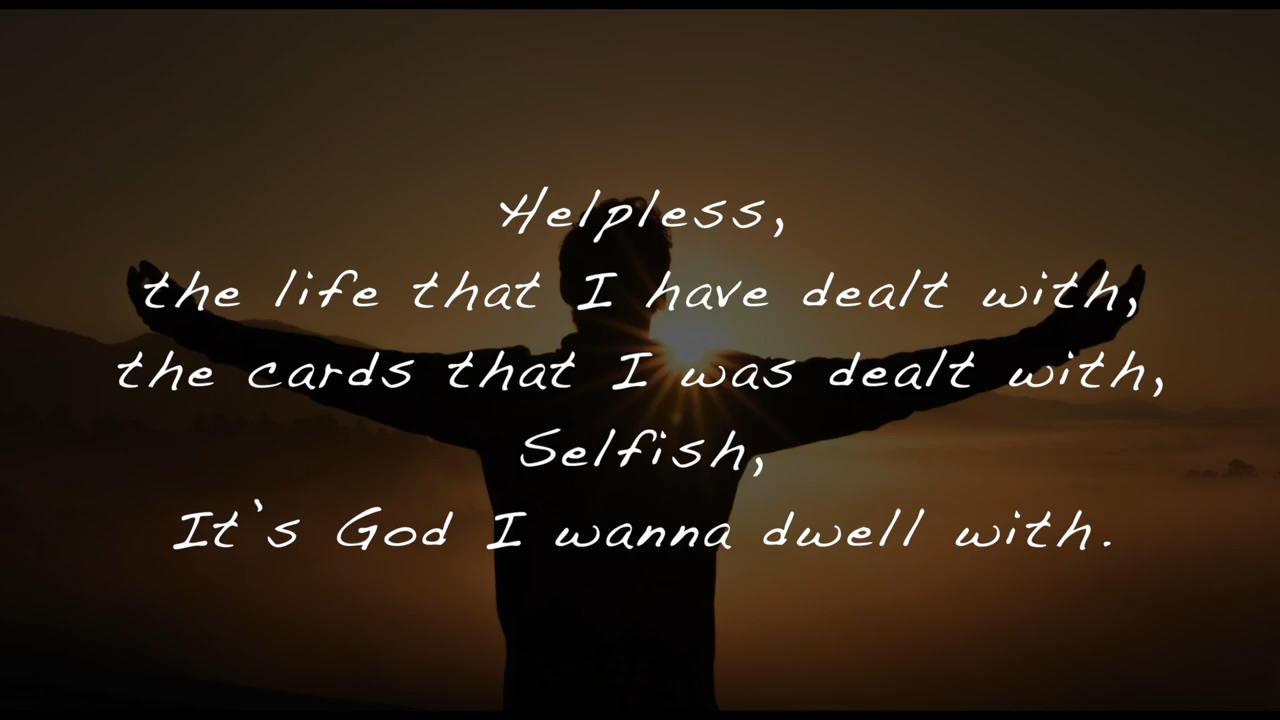 Helpless,
the life that I have dealt with,
the cards that I was dealt with,
Selfish,
It's God I wanna dwell with.